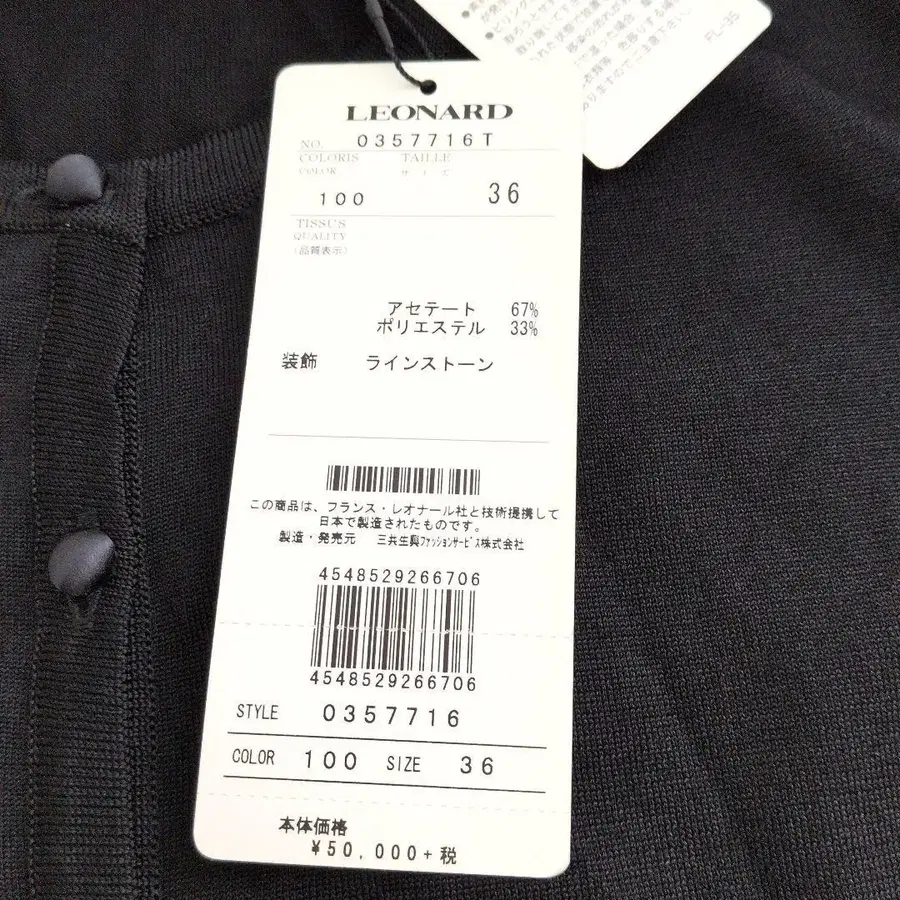 LEONARD
NO. 0357716T
COLORIS TAILLE
COLOR サイズ
100 36
TISSUS
QUALITY
(品質表示)
アセテート 67%
ポリエステル 33%
装飾 ラインストーン
この商品は、フランス・レオナール社と技術提携して
日本で製造されたものです。
製造・発売元 三共生興ファッションサービス株式会社
4548529266706
4548529266706
STYLE 0357716
COLOR 100 SIZE 36
本体価格
¥50,000+税
FL-35